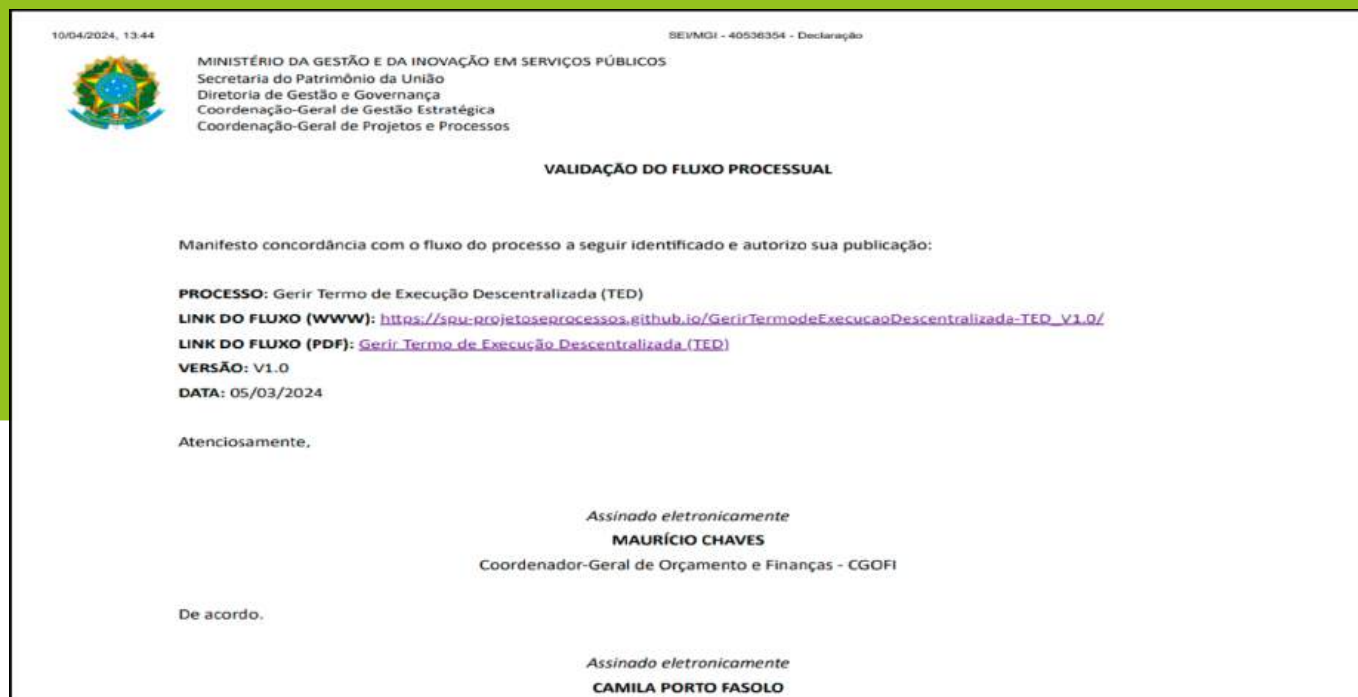 10/04/2024, 13:44
SEI/MGI - 40536354 - Declaração
MINISTÉRIO DA GESTÃO E DA INOVAÇÃO EM SERVIÇOS PÚBLICOS
Secretaria do Patrimônio da União
Diretoria de Gestão e Governança
Coordenação-Geral de Gestão Estratégica
Coordenação-Geral de Projetos e Processos
VALIDAÇÃO DO FLUXO PROCESSUAL
Manifesto concordância com o fluxo do processo a seguir identificado e autorizo sua publicação:
PROCESSO: Gerir Termo de Execução Descentralizada (TED)
LINK DO FLUXO (WWW): https://spu-projetoseprocessos.github.io/GerirTermodeExecucaoDescentralizada-TED_V1.0/
LINK DO FLUXO (PDF): Gerir Termo de Execução Descentralizada (TED)
VERSÃO: V1.0
DATA: 05/03/2024
Atenciosamente,
Assinado eletronicamente
MAURÍCIO CHAVES
Coordenador-Geral de Orçamento e Finanças - CGOFI
De acordo.
Assinado eletronicamente
CAMILA PORTO FASOLO